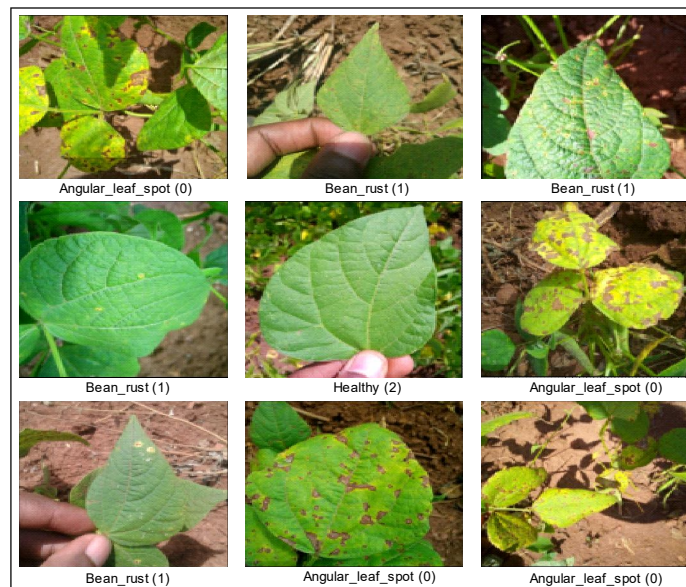 Angular_leaf_spot (0)
Bean_rust (1)
Bean_rust (1)
Bean_rust (1)
Healthy (2)
Angular_leaf_spot (0)
Bean_rust (1)
Angular_leaf_spot (0)
Angular_leaf_spot (0)